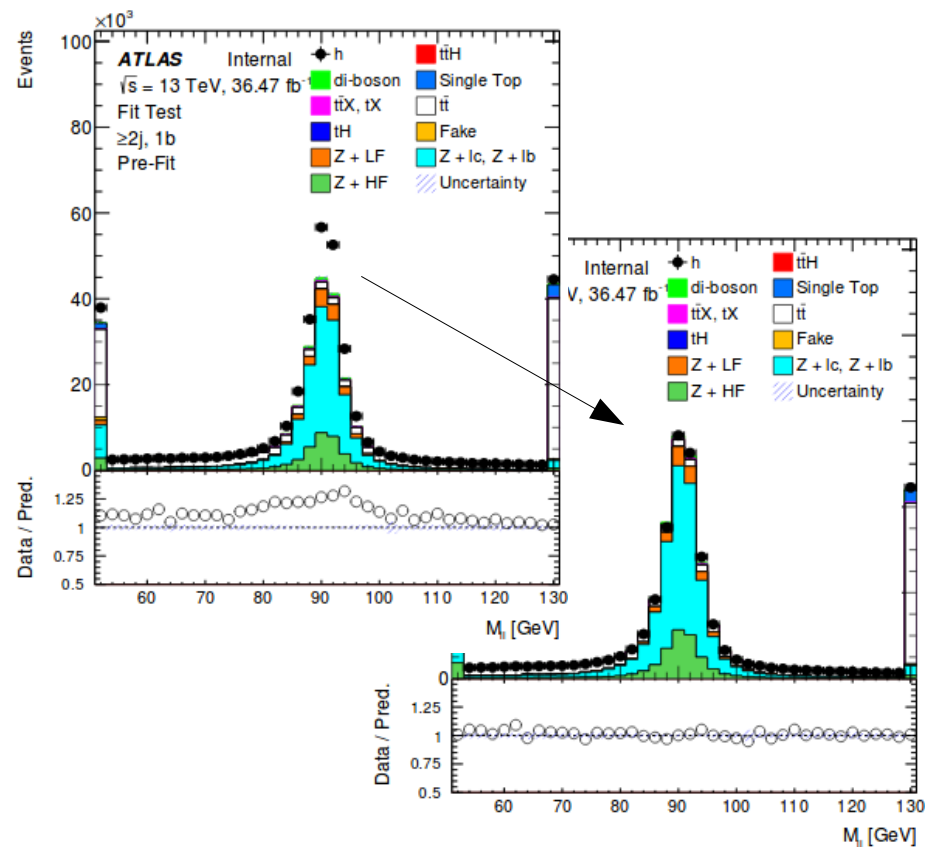 ×10³
Events
100
80
60
40
20
0
ATLAS Internal
√s = 13 TeV, 36.47 fb⁻¹
Fit Test
≥2j, 1b
Pre-Fit
h
tt̄H
di-boson
Single Top
tt̄X, tX
tt̄
tH
Fake
Z + LF
Z + lc, Z + lb
Z + HF
Uncertainty
Data / Pred.
1.25
1
0.75
0.5
60 70 80 90 100 110 120 130
M_ll [GeV]
Internal
V, 36.47 fb⁻¹
h
tt̄H
di-boson
Single Top
tt̄X, tX
tt̄
tH
Fake
Z + LF
Z + lc, Z + lb
Z + HF
Uncertainty
0
Data / Pred.
1.25
1
0.75
0.5
60 70 80 90 100 110 120 130
M_ll [GeV]